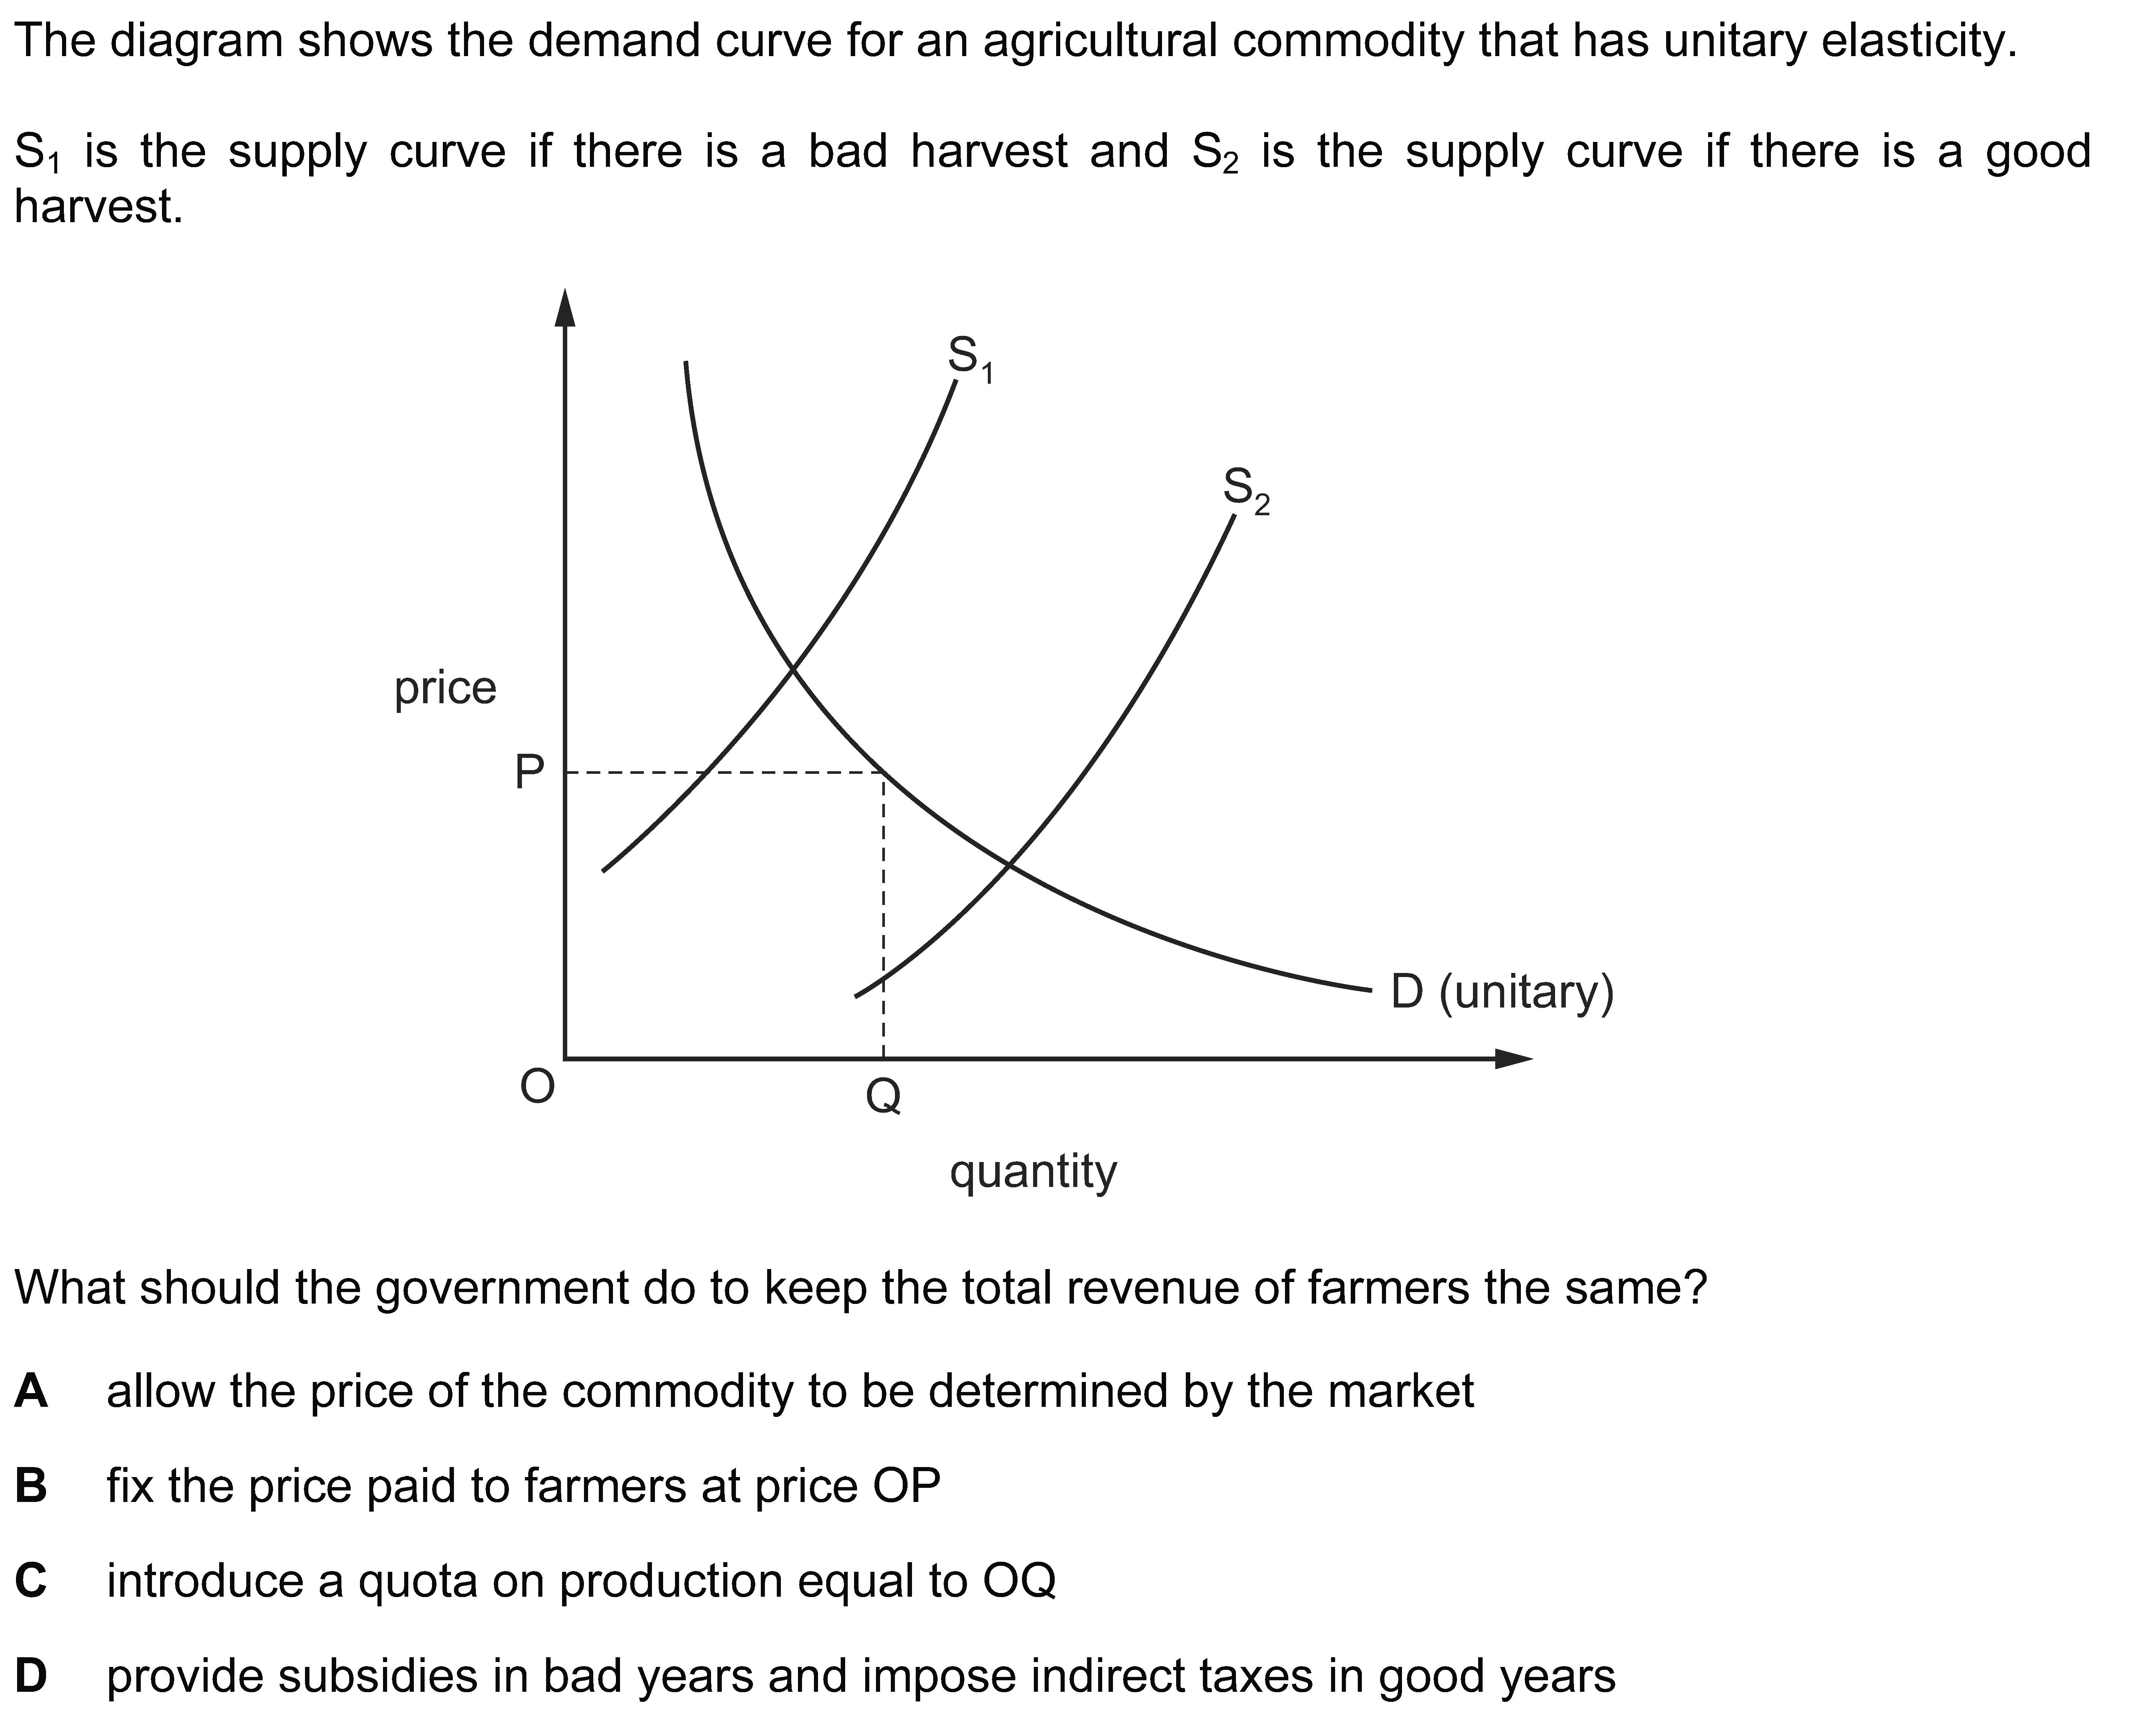 The diagram shows the demand curve for an agricultural commodity that has unitary elasticity.
S₁ is the supply curve if there is a bad harvest and S₂ is the supply curve if there is a good
harvest.
S₁
S₂
price
P
D (unitary)
O
Q
quantity
What should the government do to keep the total revenue of farmers the same?
A allow the price of the commodity to be determined by the market
B fix the price paid to farmers at price OP
C introduce a quota on production equal to OQ
D provide subsidies in bad years and impose indirect taxes in good years